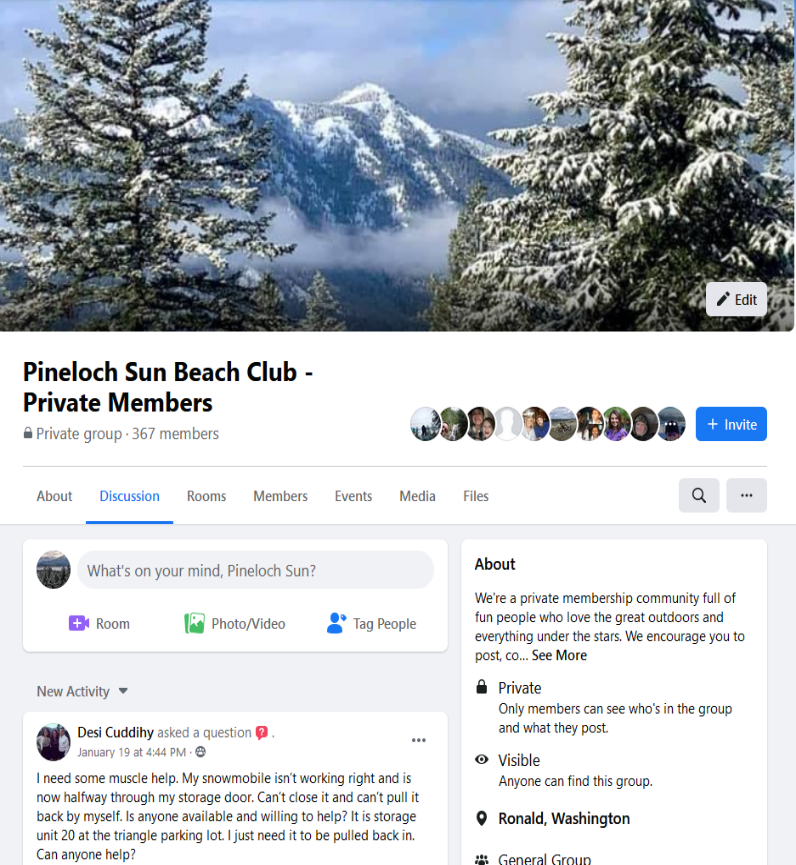 Edit
Pineloch Sun Beach Club -
Private Members
Private group · 367 members
+ Invite
About
Discussion
Rooms
Members
Events
Media
Files
What's on your mind, Pineloch Sun?
Room
Photo/Video
Tag People
New Activity
Desi Cuddihy asked a question ? .
January 19 at 4:44 PM ·
I need some muscle help. My snowmobile isn't working right and is
now halfway through my storage door. Can't close it and can't pull it
back by myself. Is anyone available and willing to help? It is storage
unit 20 at the triangle parking lot. I just need it to be pulled back in.
Can anyone help?
About
We're a private membership community full of
fun people who love the great outdoors and
everything under the stars. We encourage you to
post, co... See More
Private
Only members can see who's in the group
and what they post.
Visible
Anyone can find this group.
Ronald, Washington
General Group